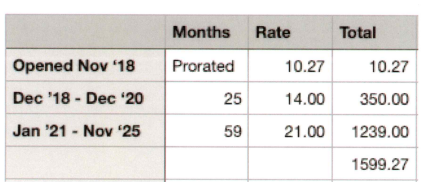 Months Rate Total
Opened Nov ‘18 Prorated 10.27 10.27
Dec ’18 - Dec ‘20 25 14.00 350.00
Jan ’21 - Nov ‘25 59 21.00 1239.00
1599.27